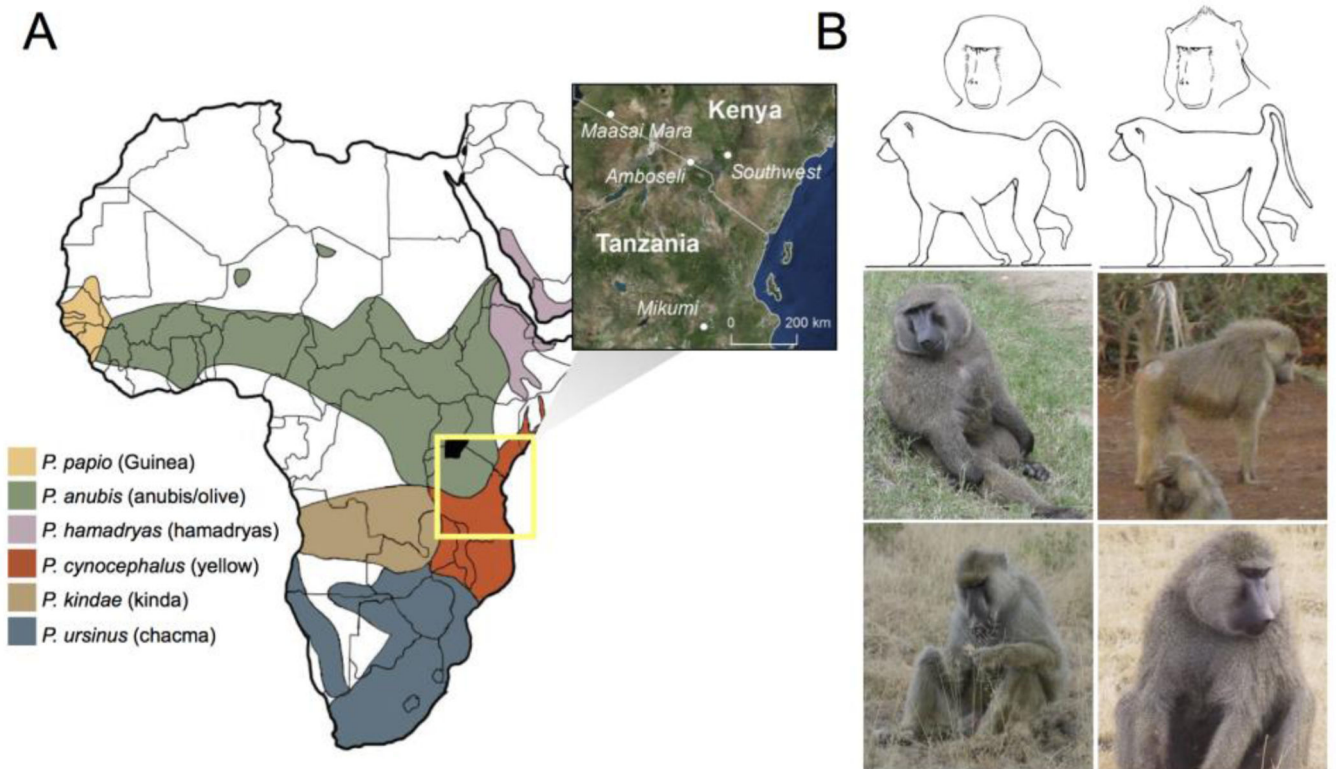 A
B
Kenya
Maasai Mara
Amboseli
Southwest
Tanzania
Mikumi
0
200 km
P. papio (Guinea)
P. anubis (anubis/olive)
P. hamadryas (hamadryas)
P. cynocephalus (yellow)
P. kindae (kinda)
P. ursinus (chacma)